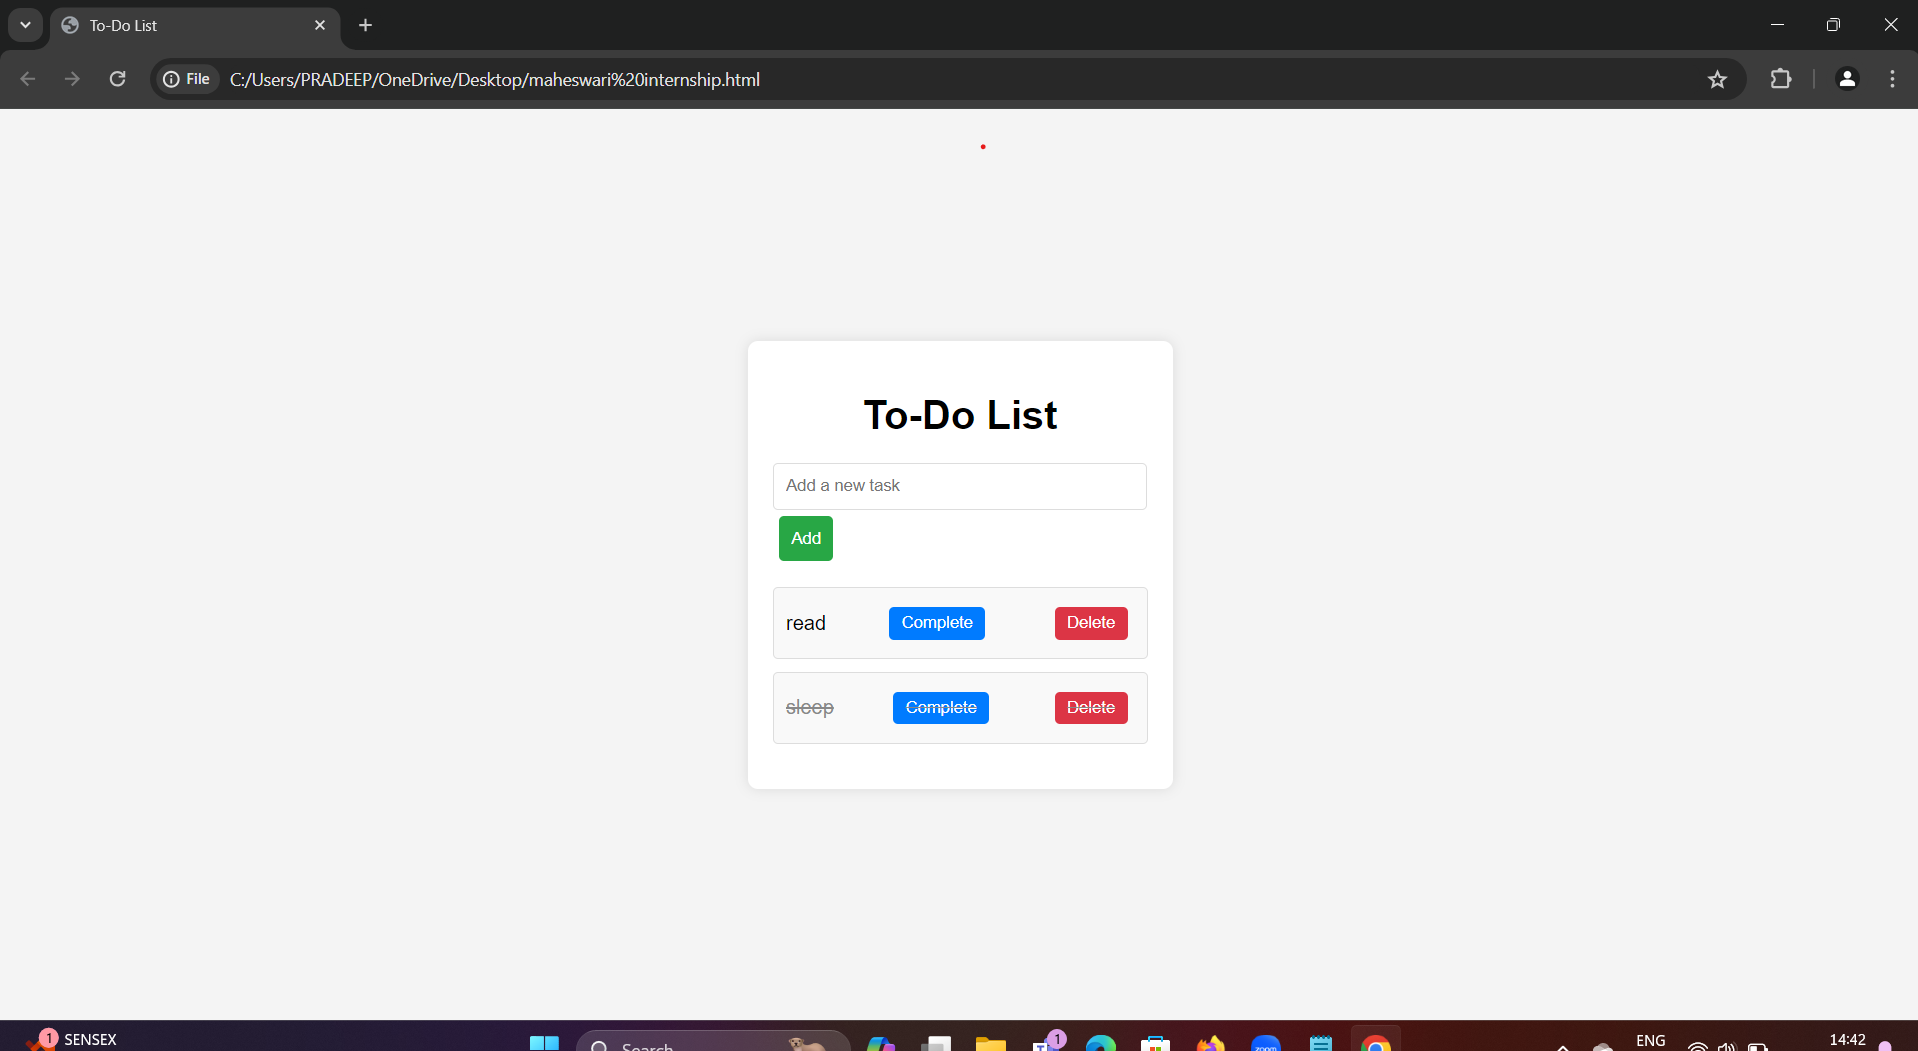 To-Do List
File C:/Users/PRADEEP/OneDrive/Desktop/maheswari%20internship.html
To-Do List
Add a new task
Add
read Complete Delete
sleep Complete Delete
1 SENSEX
Search
1
zoom
ENG
14:42